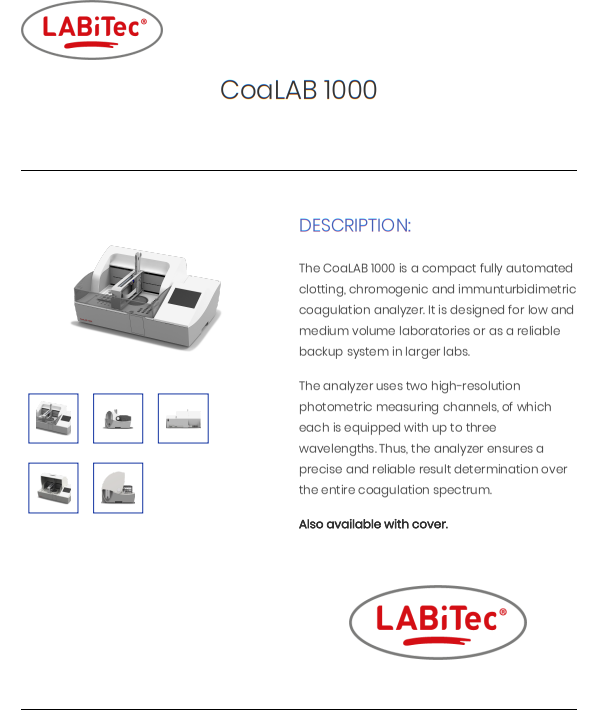 LABiTec®
CoaLAB 1000
DESCRIPTION:
The CoaLAB 1000 is a compact fully automated
clotting, chromogenic and immunturbidimetric
coagulation analyzer. It is designed for low and
medium volume laboratories or as a reliable
backup system in larger labs.
The analyzer uses two high-resolution
photometric measuring channels, of which
each is equipped with up to three
wavelengths. Thus, the analyzer ensures a
precise and reliable result determination over
the entire coagulation spectrum.
Also available with cover.
LABiTec®